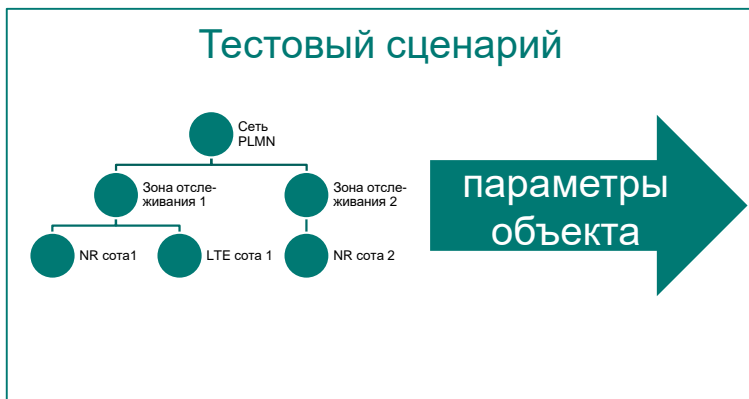 Тестовый сценарий
Сеть
PLMN
Зона отсле-
живания 1
Зона отсле-
живания 2
NR сота1
LTE сота 1
NR сота 2
параметры
объекта